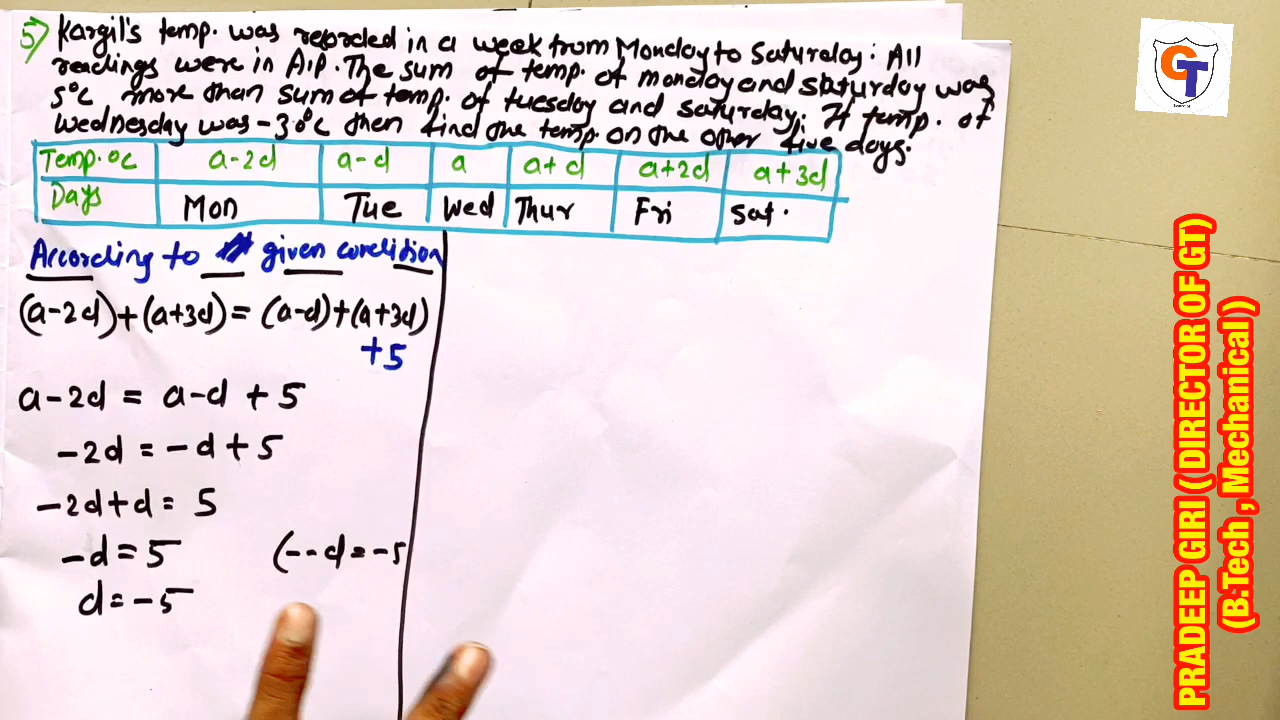 5) Kargil's temp. was recorded in a week from Monday to Saturday. All
readings were in A.P. The sum of temp. of monday and saturday was
5°C more than sum of temp. of tuesday and saturday. If temp. of
Wednesday was -30°C then find the temp. on the other five days.
Temp. °C a-2d a-d a a+d a+2d a+3d
Days Mon Tue Wed Thur Fri Sat.
According to given condition
(a-2d)+(a+3d) = (a-d)+(a+3d)
+5
a-2d = a-d +5
-2d = -d+5
-2d+d = 5
-d = 5 (--d = -5
d = -5
GT
PRADEEP GIRI (( DIRECTOR OF GT)
(B.Tech , Mechanical )